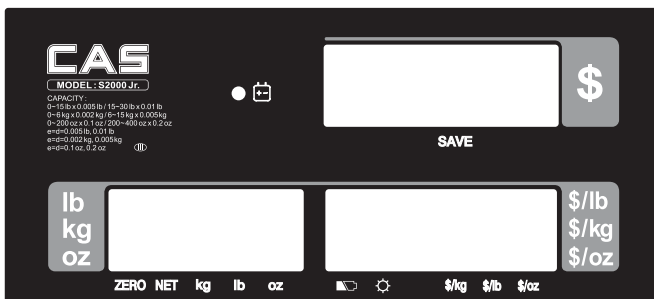 CAS
MODEL : S2000 Jr.
CAPACITY :
0~15 lb x 0.005 lb / 15~30 lb x 0.01 lb
0~6 kg x 0.002 kg / 6~15 kg x 0.005kg
0~200 oz x 0.1 oz / 200~400 oz x 0.2 oz
e=d=0.005 lb, 0.01 lb
e=d=0.002 kg, 0.005kg
e=d=0.1 oz, 0.2 oz III
$
SAVE
lb
kg
oz
$/lb
$/kg
$/oz
ZERO NET kg lb oz $/kg $/lb $/oz